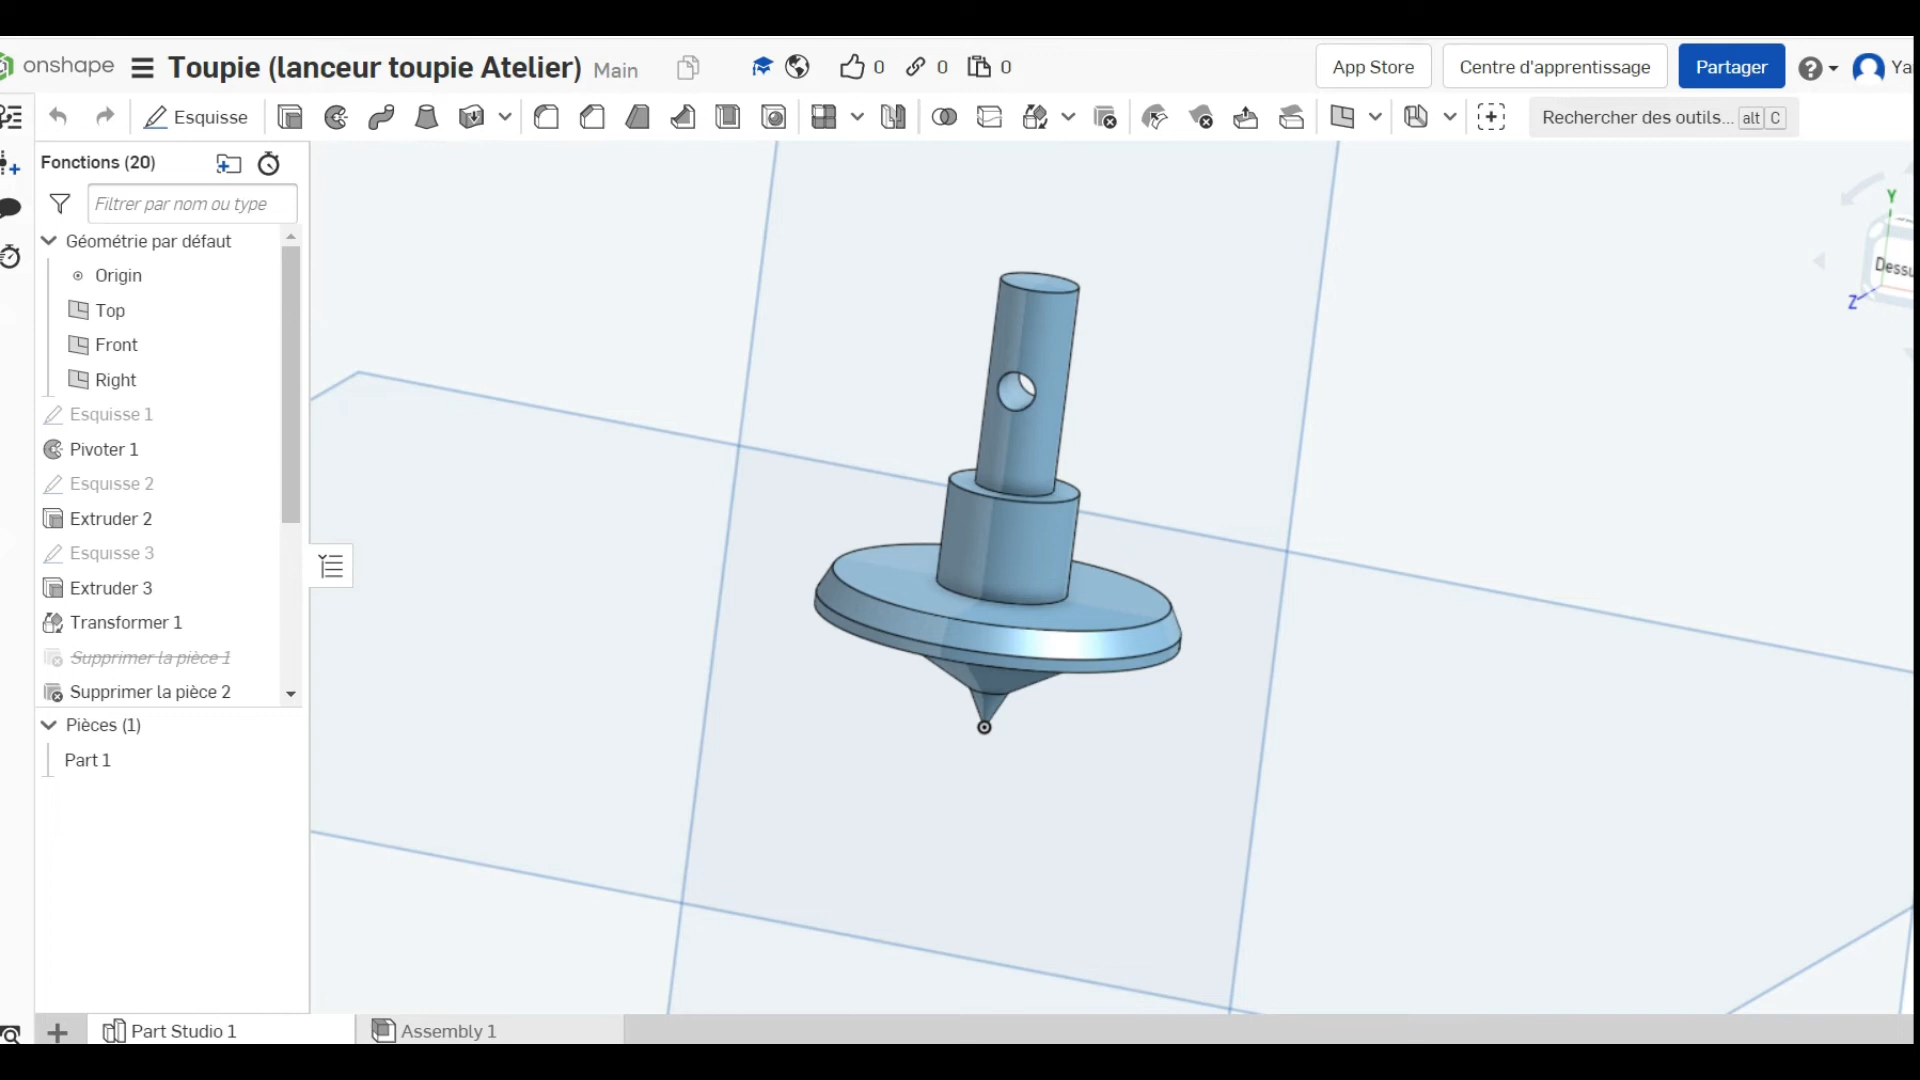 onshape Toupie (lanceur toupie Atelier) Main 0 0 0 App Store Centre d'apprentissage Partager
Esquisse Rechercher des outils... alt C
Fonctions (20)
Filtrer par nom ou type
Géométrie par défaut
Origin
Top
Front
Right
Esquisse 1
Pivoter 1
Esquisse 2
Extruder 2
Esquisse 3
Extruder 3
Transformer 1
Supprimer la pièce 1
Supprimer la pièce 2
Pièces (1)
Part 1
Y
Z
Part Studio 1
Assembly 1